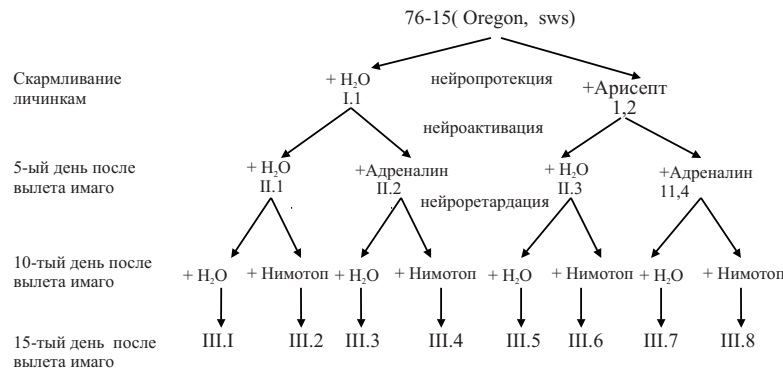 76-15( Oregon, sws)
Скармливание
личинкам
+ H₂O
I.1
нейропротекция
+Арисепт
1,2
нейроактивация
5-ый день после
вылета имаго
+ H₂O
II.1
+Адреналин
II.2
нейроретардация
+ H₂O
II.3
+Адреналин
11,4
10-тый день после
вылета имаго
+ H₂O
+ Нимотоп
+ H₂O
+ Нимотоп
+ H₂O
+ Нимотоп
+ H₂O
+ Нимотоп
15-тый день после
вылета имаго
III.I
III.2
III.3
III.4
III.5
III.6
III.7
III.8